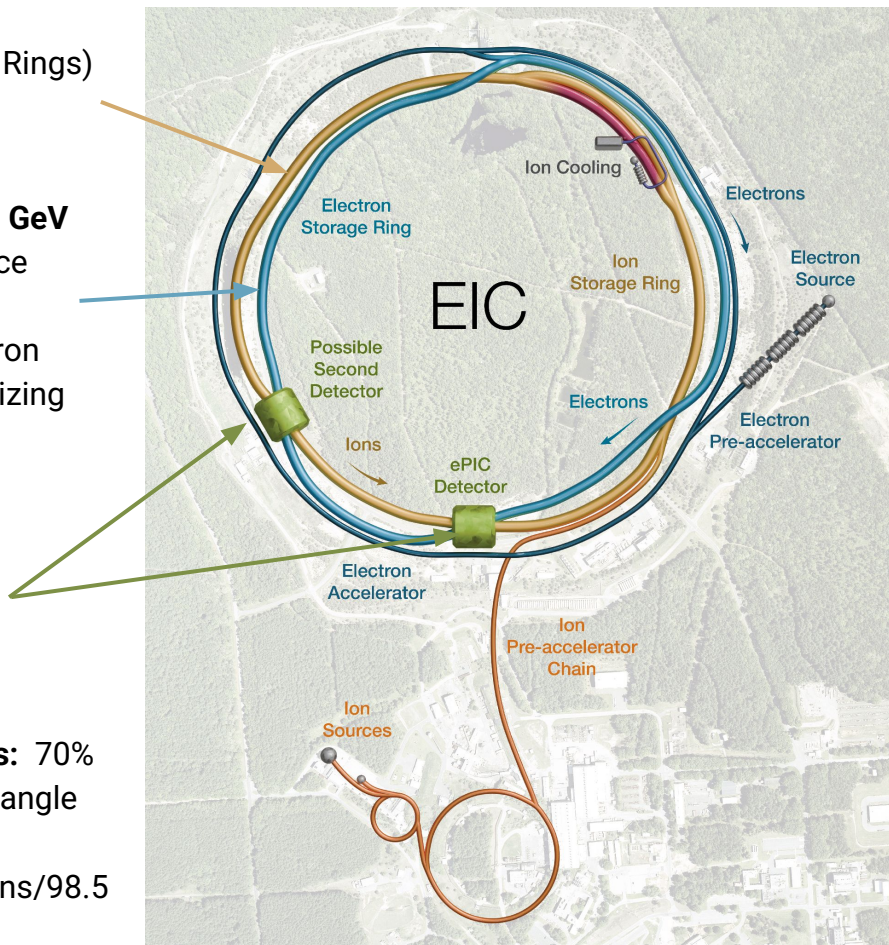 Rings)
GeV
ce
ron
izing
s: 70%
angle
ns/98.5
Ion Cooling
Electrons
Electron
Storage Ring
Electron
Source
Ion
Storage Ring
EIC
Possible
Second
Detector
Electrons
Electron
Pre-accelerator
Ions
ePIC
Detector
Electron
Accelerator
Ion
Pre-accelerator
Chain
Ion
Sources